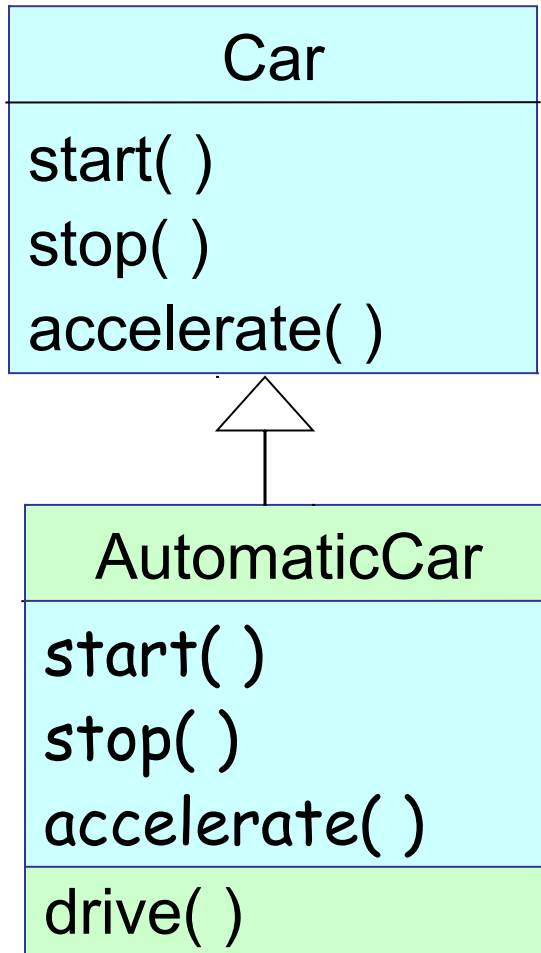 Car
start( )
stop( )
accelerate( )
AutomaticCar
start( )
stop( )
accelerate( )
drive( )